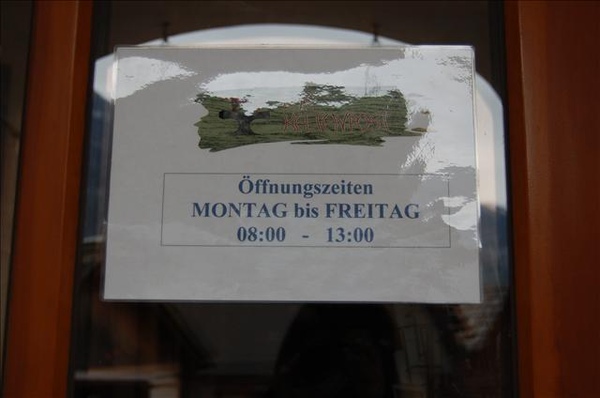 Öffnungszeiten
MONTAG bis FREITAG
08:00 - 13:00